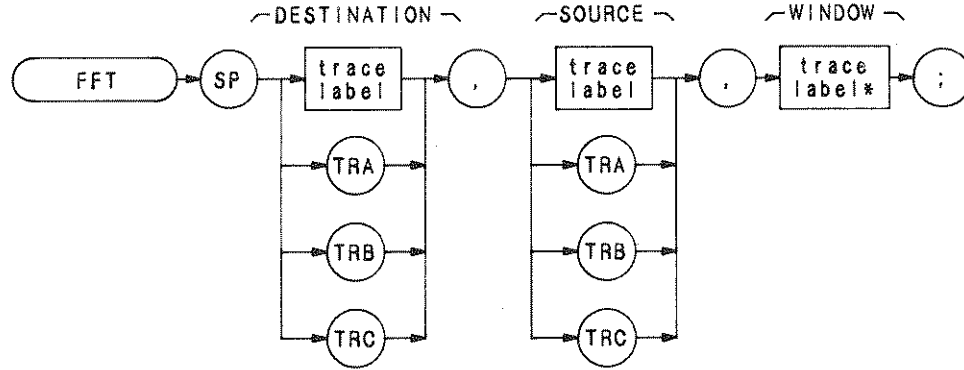 DESTINATION SOURCE WINDOW
FFT SP trace label , trace label , trace label* ;
TRA TRA
TRB TRB
TRC TRC